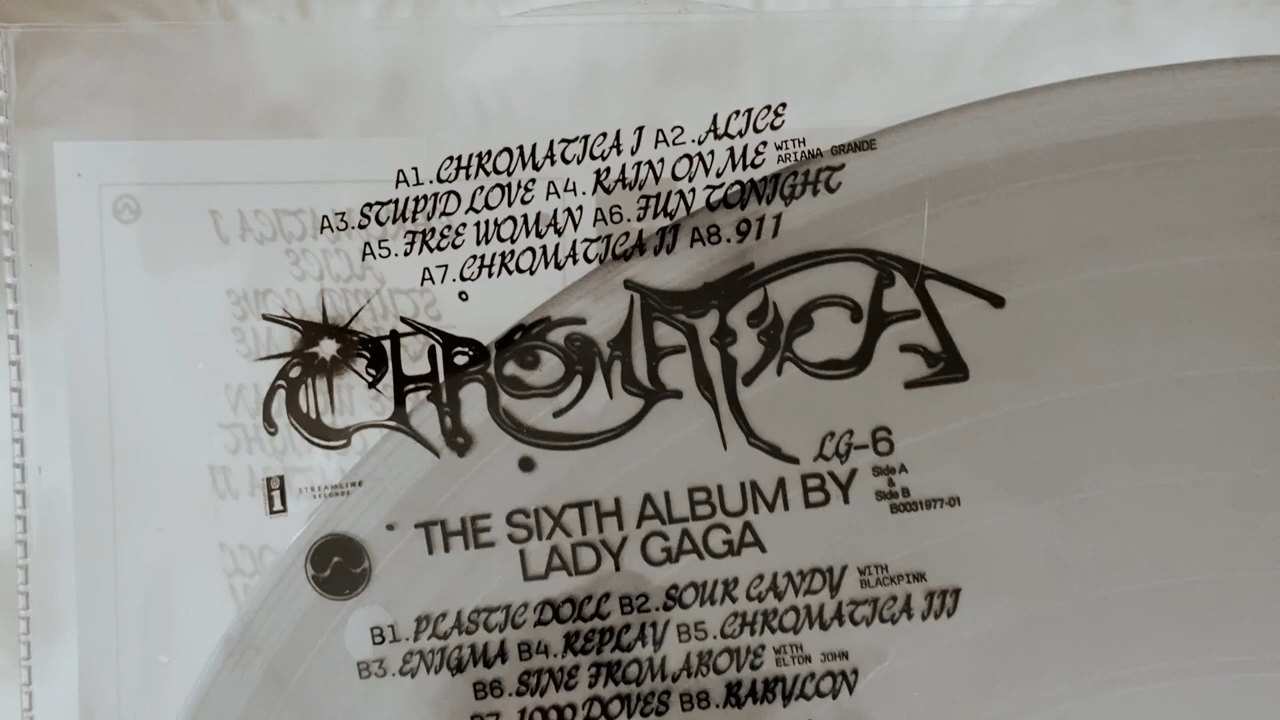 A1.CHROMATICA I A2.ALICE
A3.STUPID LOVE A4.RAIN ON ME WITH ARIANA GRANDE
A5.FREE WOMAN A6.FUN TONIGHT
A7.CHROMATICA II A8.911
CHROMATICA
LG-6
i STREAMLINE RECORDS
THE SIXTH ALBUM BY
LADY GAGA
Side A
&
Side B
B0031977-01
B1.PLASTIC DOLL B2.SOUR CANDY WITH BLACKPINK
B3.ENIGMA B4.REPLAY B5.CHROMATICA III
B6.SINE FROM ABOVE WITH ELTON JOHN
B7.1000 DOVES B8.BABYLON